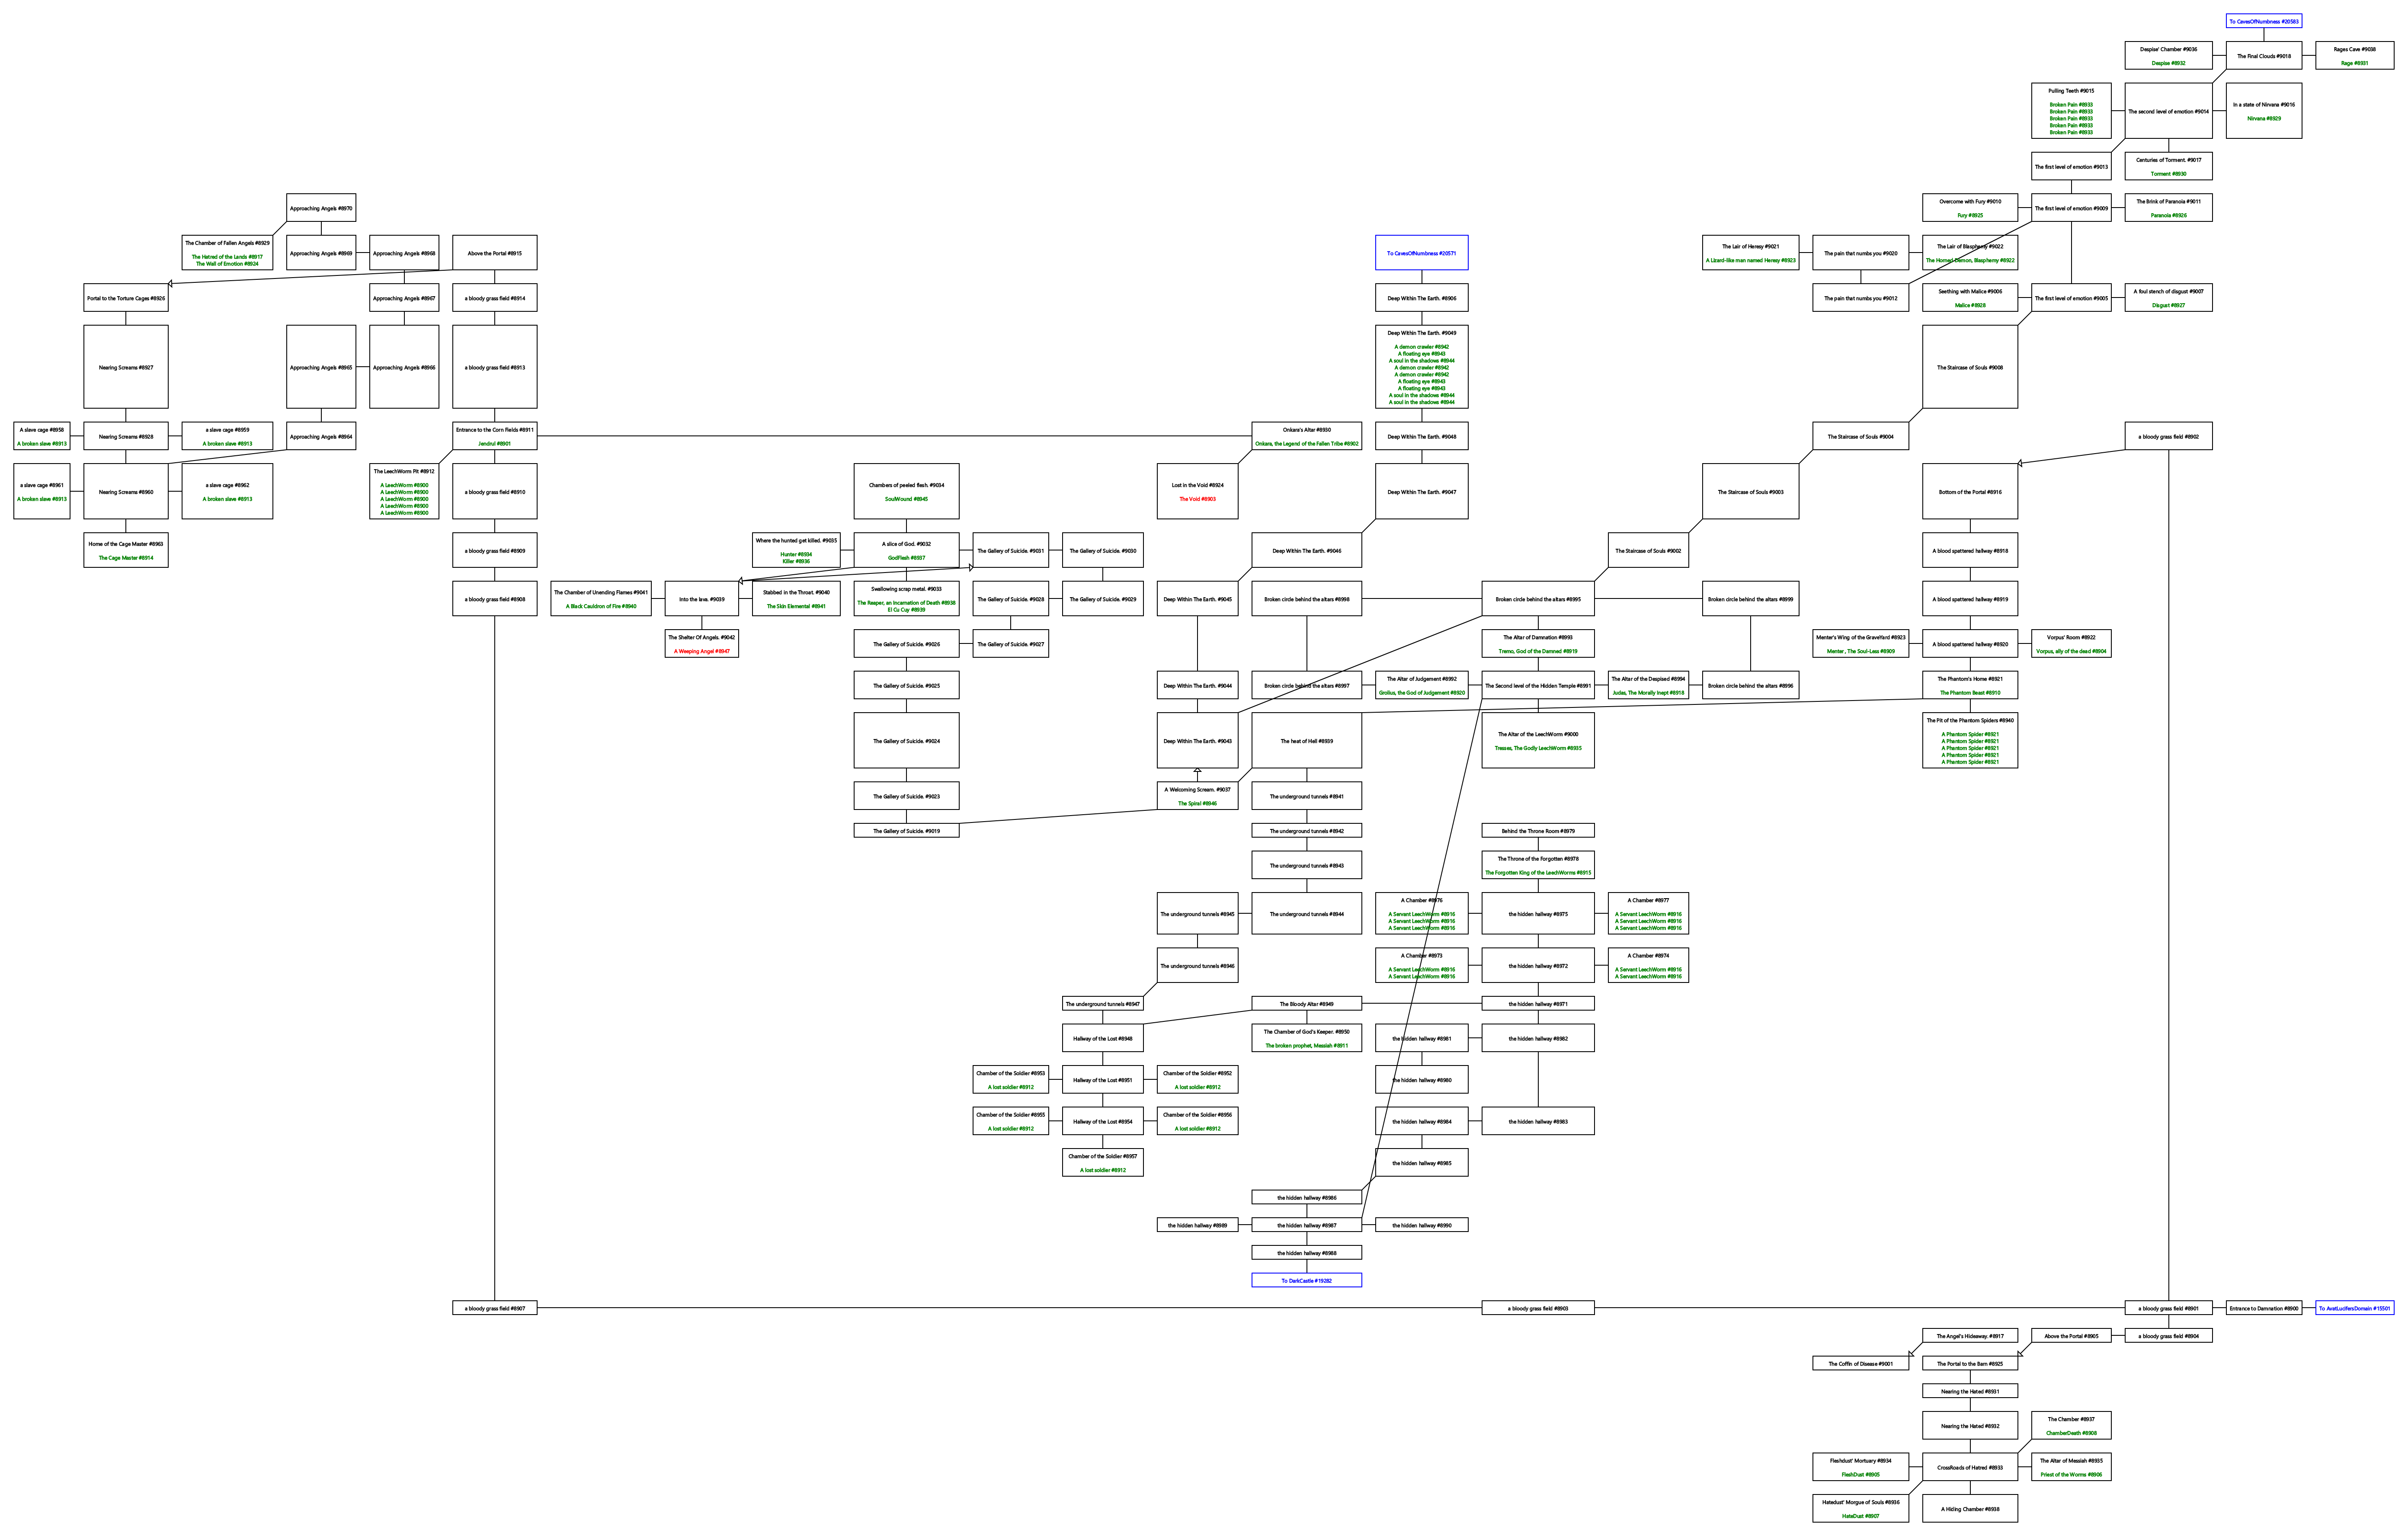 To CavesOfNumbness #20583
Despise' Chamber #9036
Despise #8932
The Final Clouds #9018
Rages Cave #9038
Rage #8931
Pulling Teeth #9015
Broken Pain #8933
Broken Pain #8933
Broken Pain #8933
Broken Pain #8933
Broken Pain #8933
The second level of emotion #9014
In a state of Nirvana #9016
Nirvana #8929
The first level of emotion #9013
Centuries of Torment. #9017
Torment #8930
Approaching Angels #8970
Overcome with Fury #9010
Fury #8925
The first level of emotion #9009
The Brink of Paranoia #9011
Paranoia #8926
The Chamber of Fallen Angels #8929
The Hatred of the Lands #8917
The Wall of Emotion #8924
Approaching Angels #8969
Approaching Angels #8968
Above the Portal #8915
To CavesOfNumbness #20571
The Lair of Heresy #9021
A Lizard-like man named Heresy #8923
The pain that numbs you #9020
The Lair of Blasphemy #9022
The Horned Demon, Blasphemy #8922
Portal to the Torture Cages #8926
Approaching Angels #8967
a bloody grass field #8914
Deep Within The Earth. #8906
The pain that numbs you #9012
Seething with Malice #9006
Malice #8928
The first level of emotion #9005
A foul stench of disgust #9007
Disgust #8927
Nearing Screams #8927
Approaching Angels #8965
Approaching Angels #8966
a bloody grass field #8913
Deep Within The Earth. #9049
A demon crawler #8942
A floating eye #8943
A soul in the shadows #8944
A demon crawler #8942
A demon crawler #8942
A floating eye #8943
A floating eye #8943
A soul in the shadows #8944
A soul in the shadows #8944
The Staircase of Souls #9008
A slave cage #8958
A broken slave #8913
Nearing Screams #8928
a slave cage #8959
A broken slave #8913
Approaching Angels #8964
Entrance to the Corn Fields #8911
Jendrul #8901
Onkara's Altar #8930
Onkara, the Legend of the Fallen Tribe #8902
Deep Within The Earth. #9048
The Staircase of Souls #9004
a bloody grass field #8902
a slave cage #8961
A broken slave #8913
Nearing Screams #8960
a slave cage #8962
A broken slave #8913
The LeechWorm Pit #8912
A LeechWorm #8900
A LeechWorm #8900
A LeechWorm #8900
A LeechWorm #8900
A LeechWorm #8900
a bloody grass field #8910
Chambers of peeled flesh. #9034
SoulWound #8945
Lost in the Void #8924
The Void #8903
Deep Within The Earth. #9047
The Staircase of Souls #9003
Bottom of the Portal #8916
Home of the Cage Master #8963
The Cage Master #8914
a bloody grass field #8909
Where the hunted get killed. #9035
Hunter #8934
Killer #8936
A slice of God. #9032
GodFlesh #8937
The Gallery of Suicide. #9031
The Gallery of Suicide. #9030
Deep Within The Earth. #9046
The Staircase of Souls #9002
A blood spattered hallway #8918
a bloody grass field #8908
The Chamber of Unending Flames #9041
A Black Cauldron of Fire #8940
Into the lava. #9039
Stabbed in the Throat. #9040
The Skin Elemental #8941
Swallowing scrap metal. #9033
The Reaper, an Incarnation of Death #8938
El Cu Cuy #8939
The Gallery of Suicide. #9028
The Gallery of Suicide. #9029
Deep Within The Earth. #9045
Broken circle behind the altars #8998
Broken circle behind the altars #8995
Broken circle behind the altars #8999
A blood spattered hallway #8919
The Shelter Of Angels. #9042
A Weeping Angel #8947
The Gallery of Suicide. #9026
The Gallery of Suicide. #9027
The Altar of Damnation #8993
Tremo, God of the Damned #8919
Menter's Wing of the GraveYard #8923
Menter , The Soul-Less #8909
A blood spattered hallway #8920
Vorpus' Room #8922
Vorpus, ally of the dead #8904
The Gallery of Suicide. #9025
Deep Within The Earth. #9044
Broken circle behind the altars #8997
The Altar of Judgement #8992
Grolius, the God of Judgement #8920
The Second level of the Hidden Temple #8991
The Altar of the Despised #8994
Judas, The Morally Inept #8918
Broken circle behind the altars #8996
The Phantom's Home #8921
The Phantom Beast #8910
The Gallery of Suicide. #9024
Deep Within The Earth. #9043
The heat of Hell #8939
The Altar of the LeechWorm #9000
Tresses, The Godly LeechWorm #8935
The Pit of the Phantom Spiders #8940
A Phantom Spider #8921
A Phantom Spider #8921
A Phantom Spider #8921
A Phantom Spider #8921
A Phantom Spider #8921
The Gallery of Suicide. #9023
A Welcoming Scream. #9037
The Spiral #8946
The underground tunnels #8941
The Gallery of Suicide. #9019
The underground tunnels #8942
Behind the Throne Room #8979
The underground tunnels #8943
The Throne of the Forgotten #8978
The Forgotten King of the LeechWorms #8915
The underground tunnels #8945
The underground tunnels #8944
A Chamber #8976
A Servant LeechWorm #8916
A Servant LeechWorm #8916
A Servant LeechWorm #8916
the hidden hallway #8975
A Chamber #8977
A Servant LeechWorm #8916
A Servant LeechWorm #8916
A Servant LeechWorm #8916
The underground tunnels #8946
A Chamber #8973
A Servant LeechWorm #8916
A Servant LeechWorm #8916
the hidden hallway #8972
A Chamber #8974
A Servant LeechWorm #8916
A Servant LeechWorm #8916
The underground tunnels #8947
The Bloody Altar #8949
the hidden hallway #8971
Hallway of the Lost #8948
The Chamber of God's Keeper. #8950
The broken prophet, Messiah #8911
the hidden hallway #8981
the hidden hallway #8982
Chamber of the Soldier #8953
A lost soldier #8912
Hallway of the Lost #8951
Chamber of the Soldier #8952
A lost soldier #8912
the hidden hallway #8980
Chamber of the Soldier #8955
A lost soldier #8912
Hallway of the Lost #8954
Chamber of the Soldier #8956
A lost soldier #8912
the hidden hallway #8984
the hidden hallway #8983
Chamber of the Soldier #8957
A lost soldier #8912
the hidden hallway #8985
the hidden hallway #8986
the hidden hallway #8989
the hidden hallway #8987
the hidden hallway #8990
the hidden hallway #8988
To DarkCastle #19282
a bloody grass field #8907
a bloody grass field #8903
a bloody grass field #8901
Entrance to Damnation #8900
To AvatLucifersDomain #15501
The Angel's Hideaway. #8917
Above the Portal #8905
a bloody grass field #8904
The Coffin of Disease #9001
The Portal to the Barn #8925
Nearing the Hated #8931
Nearing the Hated #8932
The Chamber #8937
ChamberDeath #8908
Fleshdust' Mortuary #8934
FleshDust #8905
CrossRoads of Hatred #8933
The Altar of Messiah #8935
Priest of the Worms #8906
Hatedust' Morgue of Souls #8936
HateDust #8907
A Hiding Chamber #8938